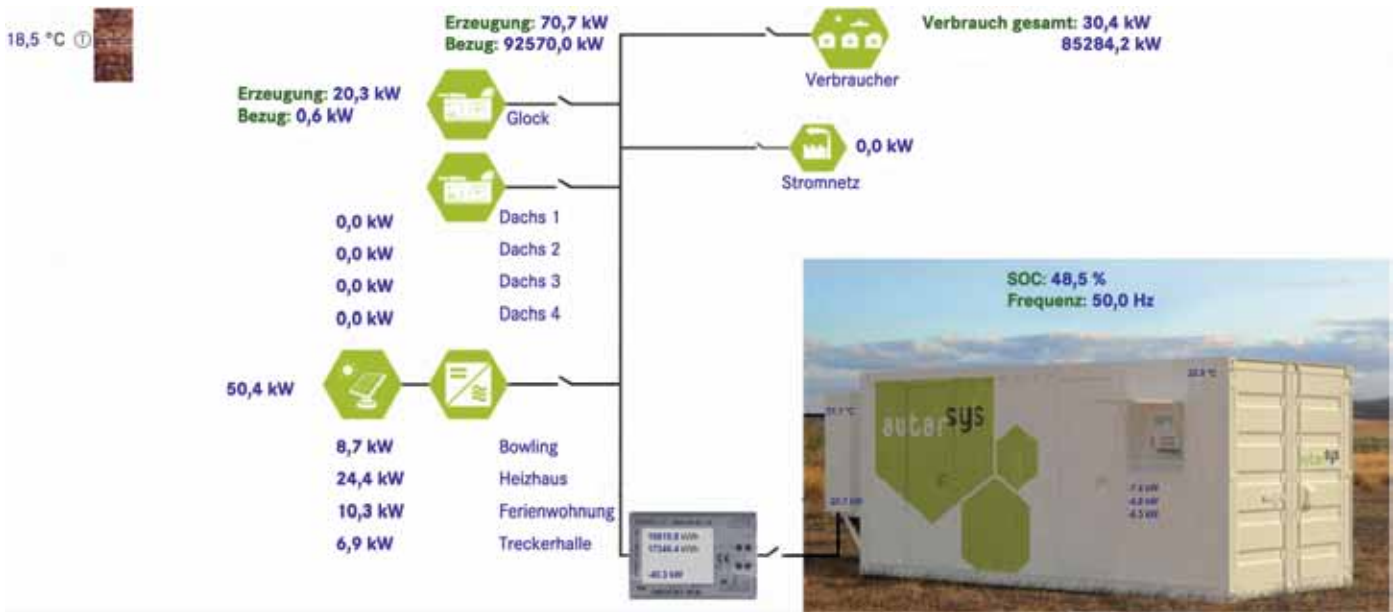 18,5 °C T
Erzeugung: 70,7 kW
Bezug: 92570,0 kW
Verbrauch gesamt: 30,4 kW
85284,2 kW
Verbraucher
Erzeugung: 20,3 kW
Bezug: 0,6 kW
Glock
0,0 kW
Stromnetz
0,0 kW Dachs 1
0,0 kW Dachs 2
0,0 kW Dachs 3
0,0 kW Dachs 4
SOC: 48,5 %
Frequenz: 50,0 Hz
50,4 kW
8,7 kW Bowling
24,4 kW Heizhaus
10,3 kW Ferienwohnung
6,9 kW Treckerhalle
autarsys
kWh
kWh
kW
CE